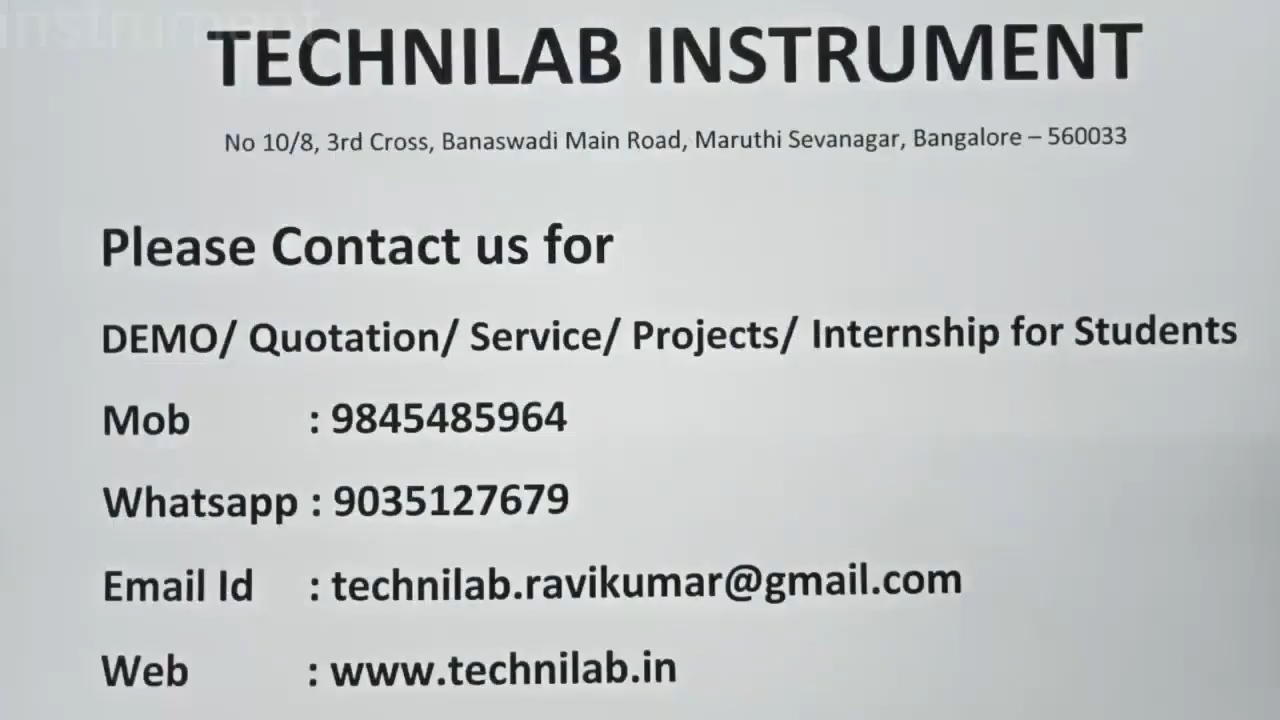 instrument
TECHNILAB INSTRUMENT
No 10/8, 3rd Cross, Banaswadi Main Road, Maruthi Sevanagar, Bangalore – 560033
Please Contact us for
DEMO/ Quotation/ Service/ Projects/ Internship for Students
Mob : 9845485964
Whatsapp : 9035127679
Email Id : technilab.ravikumar@gmail.com
Web : www.technilab.in